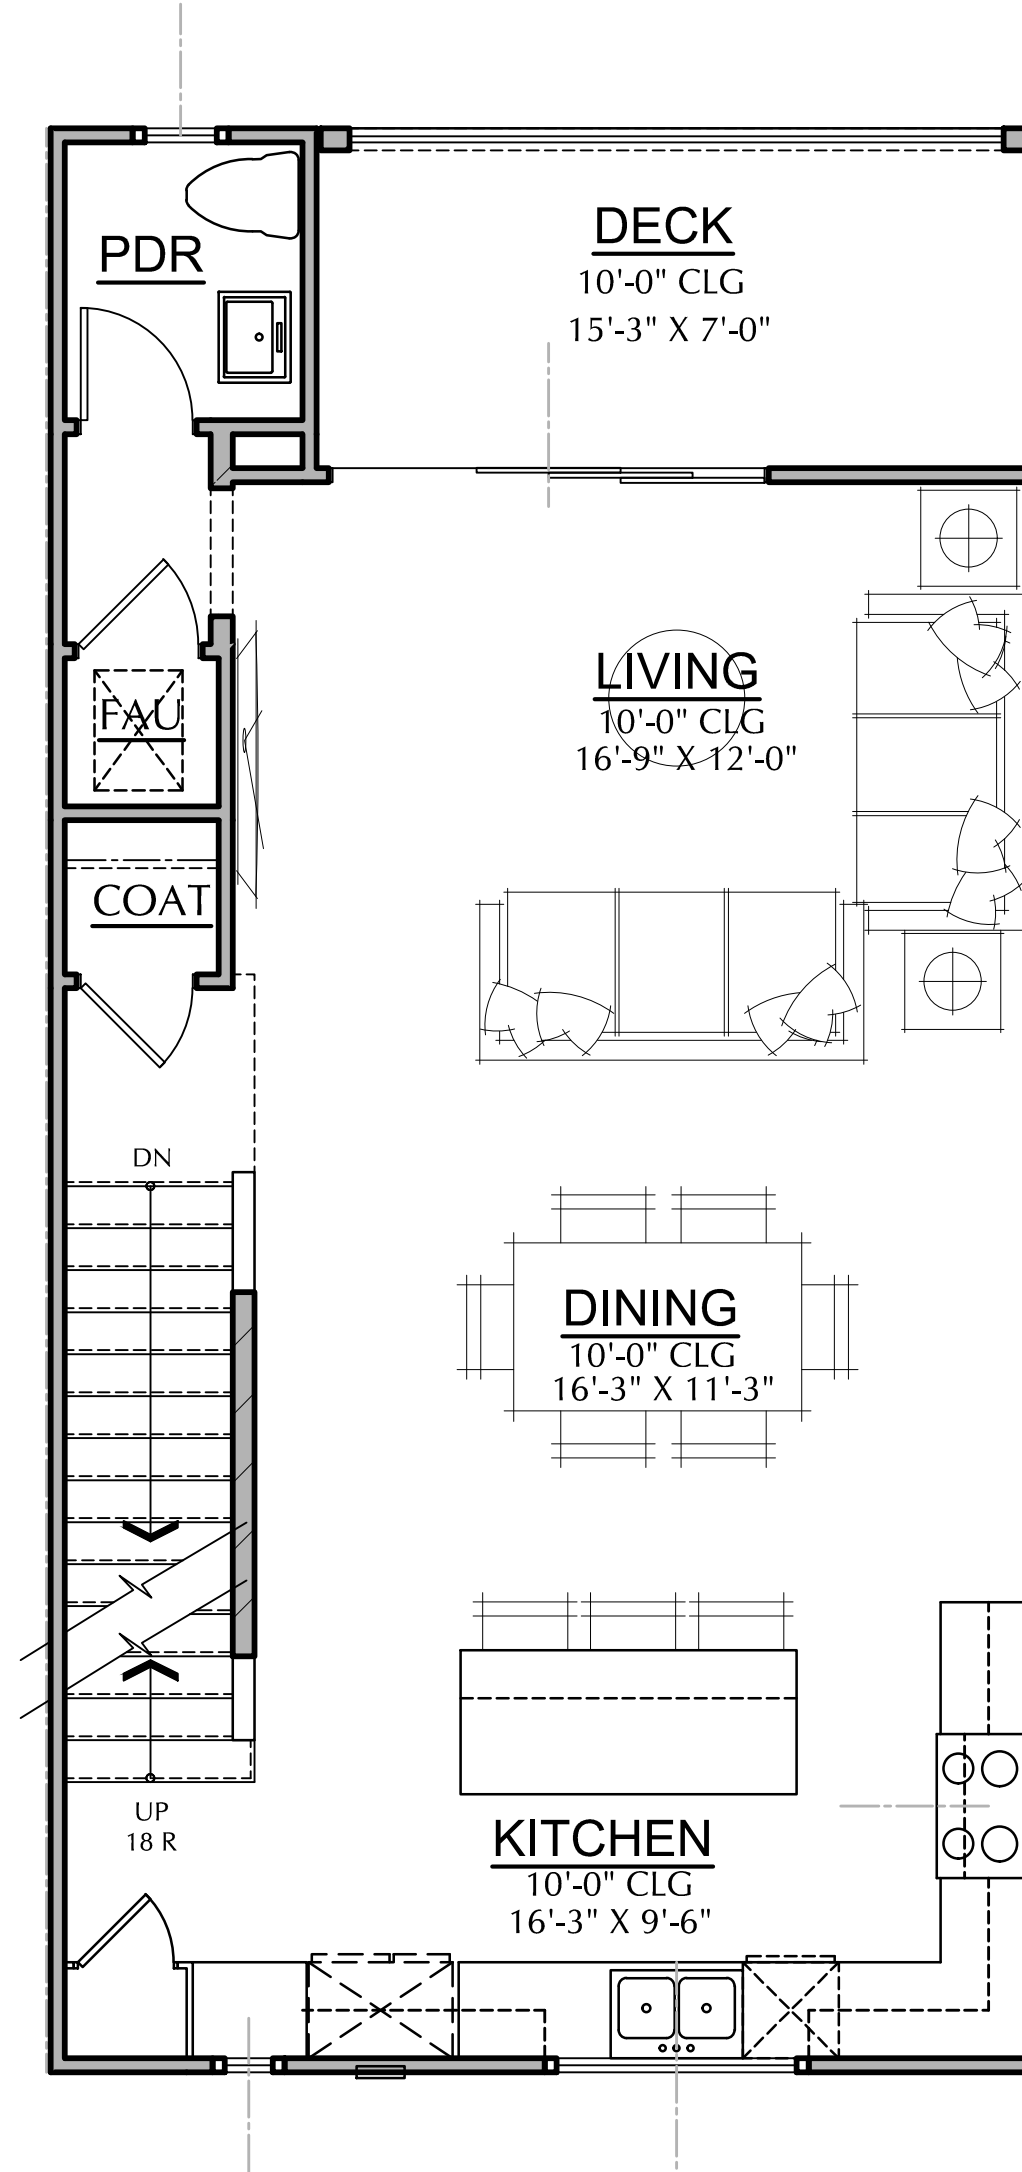 PDR
DECK
10'-0" CLG
15'-3" X 7'-0"
LIVING
10'-0" CLG
16'-9" X 12'-0"
FAU
COAT
DN
DINING
10'-0" CLG
16'-3" X 11'-3"
UP
18 R
KITCHEN
10'-0" CLG
16'-3" X 9'-6"